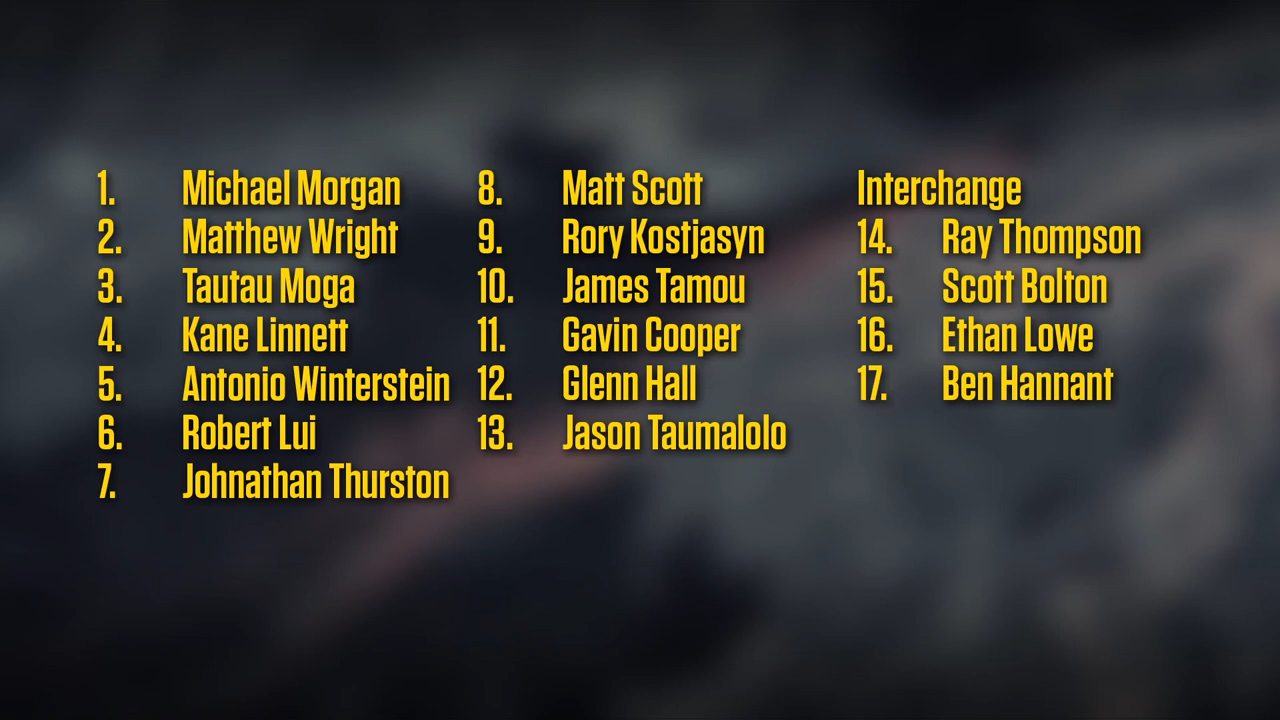 1. Michael Morgan
2. Matthew Wright
3. Tautau Moga
4. Kane Linnett
5. Antonio Winterstein
6. Robert Lui
7. Johnathan Thurston
8. Matt Scott
9. Rory Kostjasyn
10. James Tamou
11. Gavin Cooper
12. Glenn Hall
13. Jason Taumalolo
Interchange
14. Ray Thompson
15. Scott Bolton
16. Ethan Lowe
17. Ben Hannant